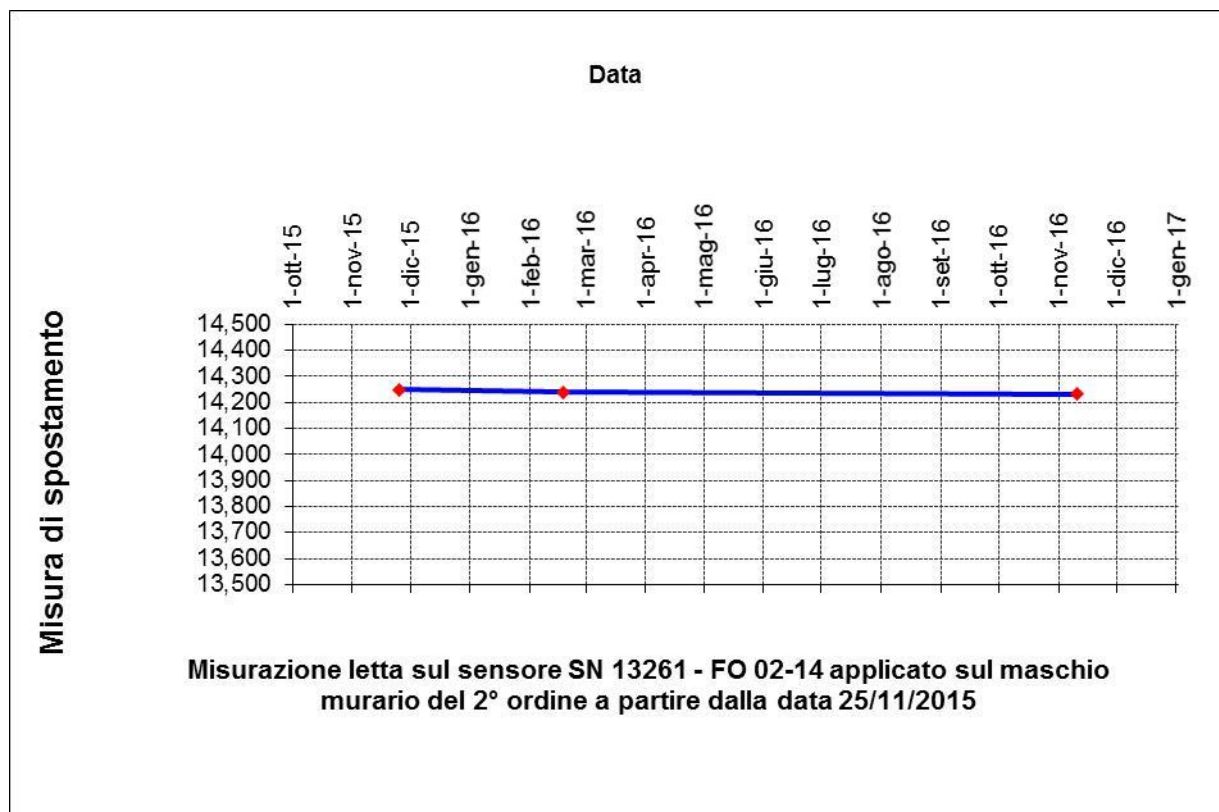 Data
1-ott-15
1-nov-15
1-dic-15
1-gen-16
1-feb-16
1-mar-16
1-apr-16
1-mag-16
1-giu-16
1-lug-16
1-ago-16
1-set-16
1-ott-16
1-nov-16
1-dic-16
1-gen-17
Misura di spostamento
14,500
14,400
14,300
14,200
14,100
14,000
13,900
13,800
13,700
13,600
13,500
Misurazione letta sul sensore SN 13261 - FO 02-14 applicato sul maschio
murario del 2° ordine a partire dalla data 25/11/2015